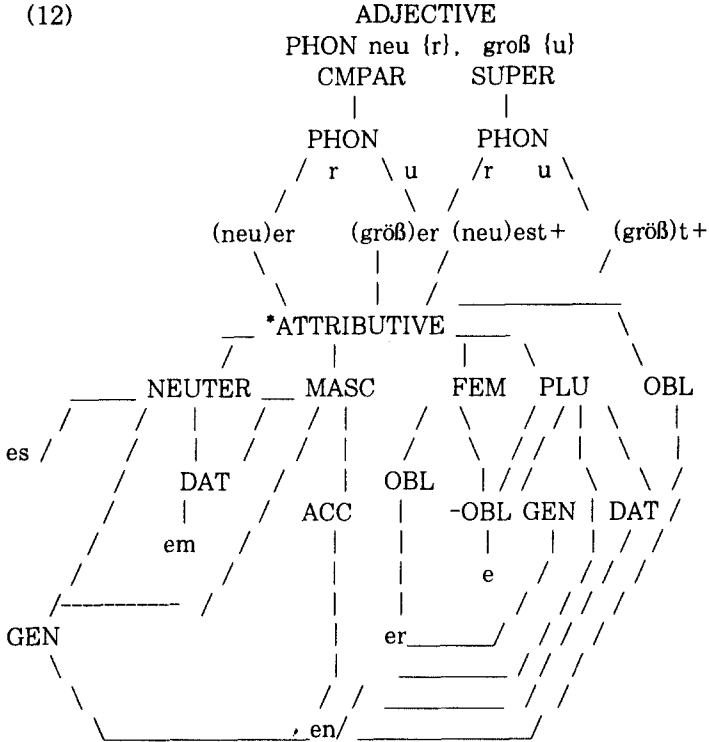 (12) ADJECTIVE
PHON neu {r}, groß {u}
CMPAR SUPER
PHON PHON
r u r u
(neu)er (größ)er (neu)est+ (größ)t+
*ATTRIBUTIVE
NEUTER MASC FEM PLU OBL
es
DAT OBL
ACC -OBL GEN DAT
em
e
GEN er
en